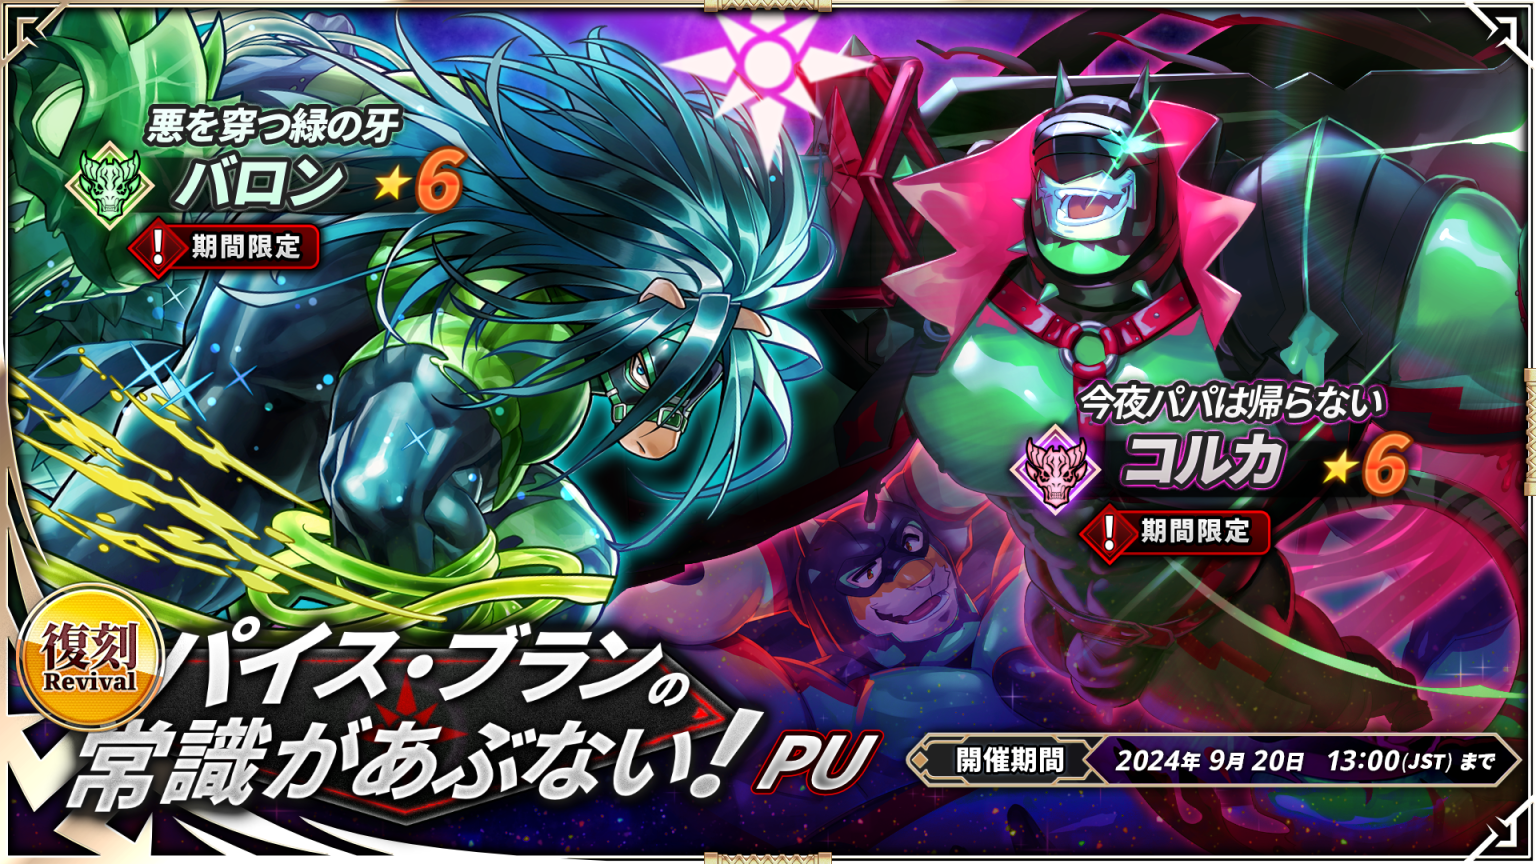 悪を穿つ緑の牙
バロン ★6
! 期間限定
今夜パパは帰らない
コルカ ★6
! 期間限定
復刻
Revival
パイス・ブランの
常識があぶない! PU
開催期間 2024年 9月 20日 13:00(JST) まで